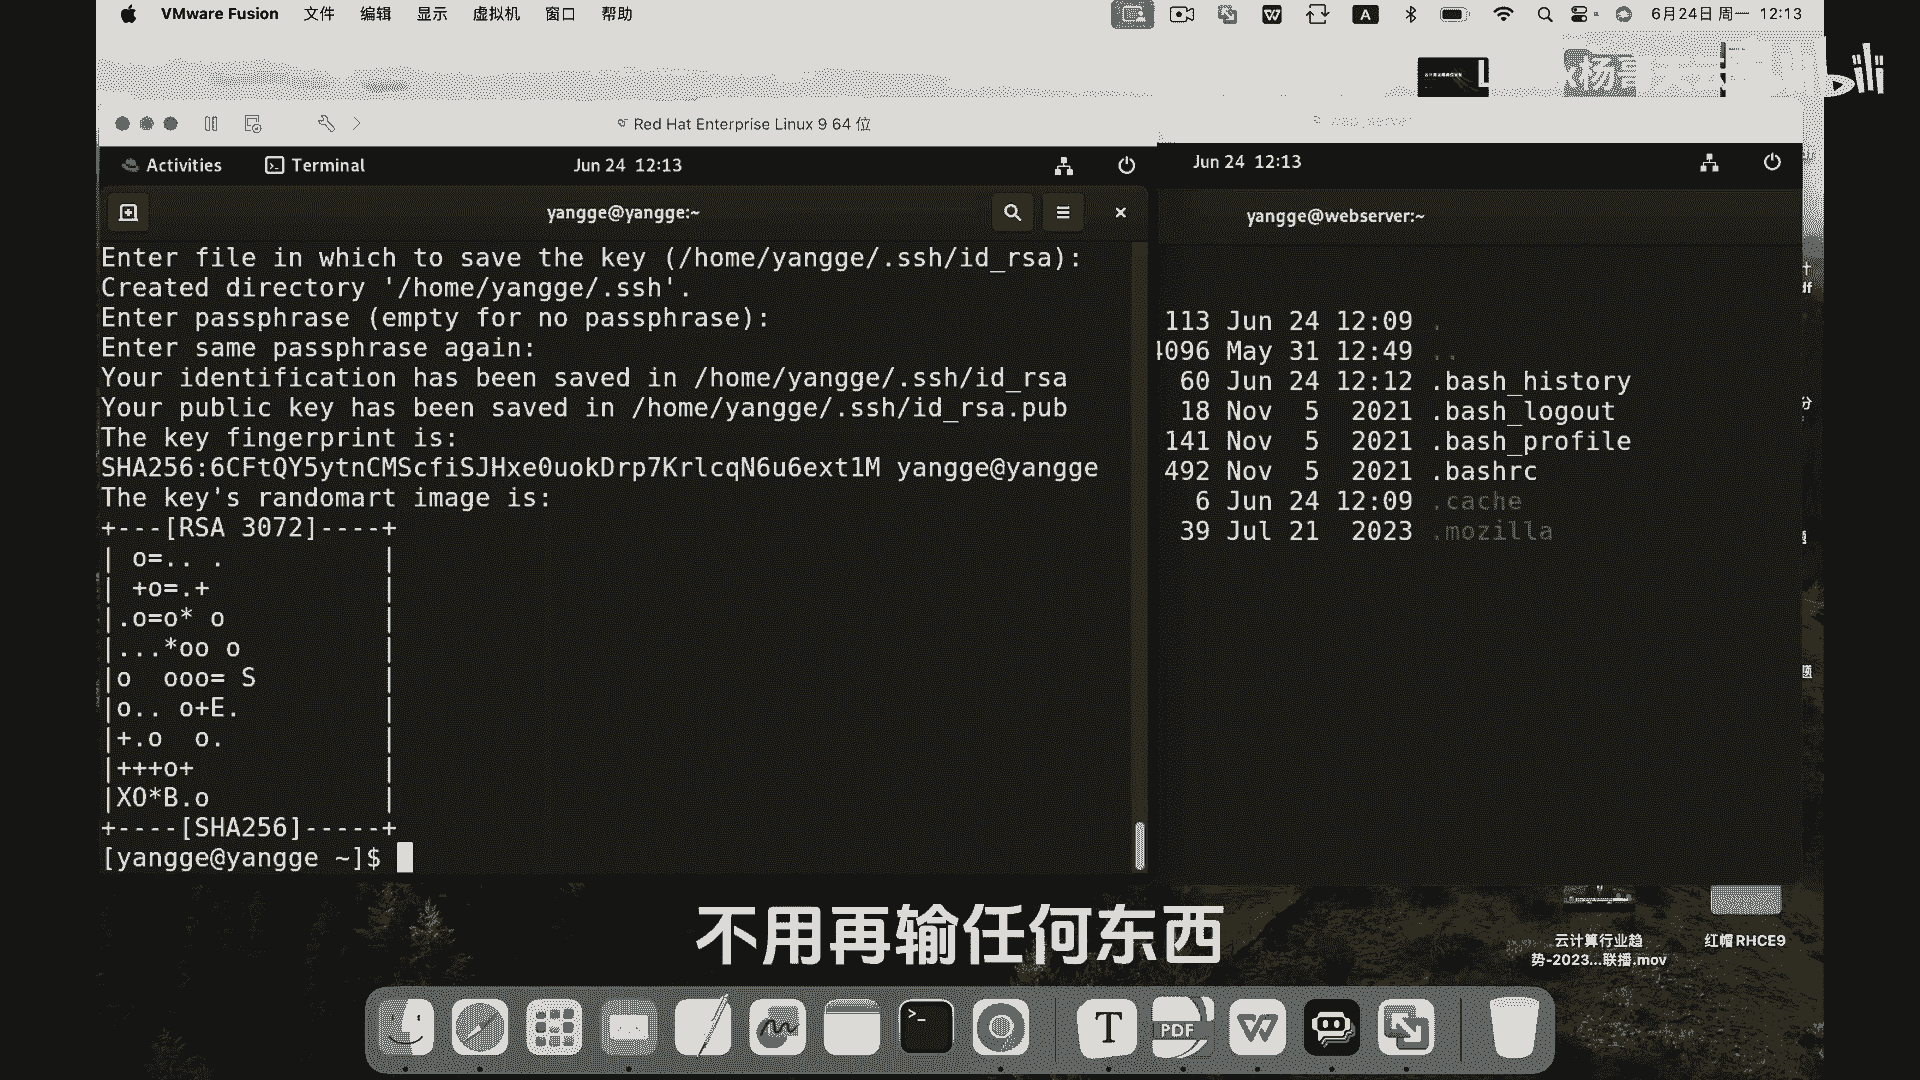 VMware Fusion 文件 编辑 显示 虚拟机 窗口 帮助
A 6月24日 周一 12:13
Red Hat Enterprise Linux 9 64 位
Activities Terminal Jun 24 12:13
yangge@yangge:~
Enter file in which to save the key (/home/yangge/.ssh/id_rsa):
Created directory '/home/yangge/.ssh'.
Enter passphrase (empty for no passphrase):
Enter same passphrase again:
Your identification has been saved in /home/yangge/.ssh/id_rsa
Your public key has been saved in /home/yangge/.ssh/id_rsa.pub
The key fingerprint is:
SHA256:6CFtQY5ytnCMScfiSJHxe0uokDrp7KrlcqN6u6ext1M yangge@yangge
The key's randomart image is:
+---[RSA 3072]----+
| o=.. .          |
| +o=.+           |
|.o=o* o          |
|...*oo o         |
|o  ooo= S        |
|o.. o+E.         |
|+.o  o.          |
|+++o+            |
|XO*B.o           |
+----[SHA256]-----+
[yangge@yangge ~]$
Jun 24 12:13
yangge@webserver:~
113 Jun 24 12:09 .
4096 May 31 12:49 ..
60 Jun 24 12:12 .bash_history
18 Nov 5 2021 .bash_logout
141 Nov 5 2021 .bash_profile
492 Nov 5 2021 .bashrc
6 Jun 24 12:09 .cache
39 Jul 21 2023 .mozilla
不用再输任何东西
云计算行业趋
势-2023...联播.mov
红帽RHCE9
T PDF